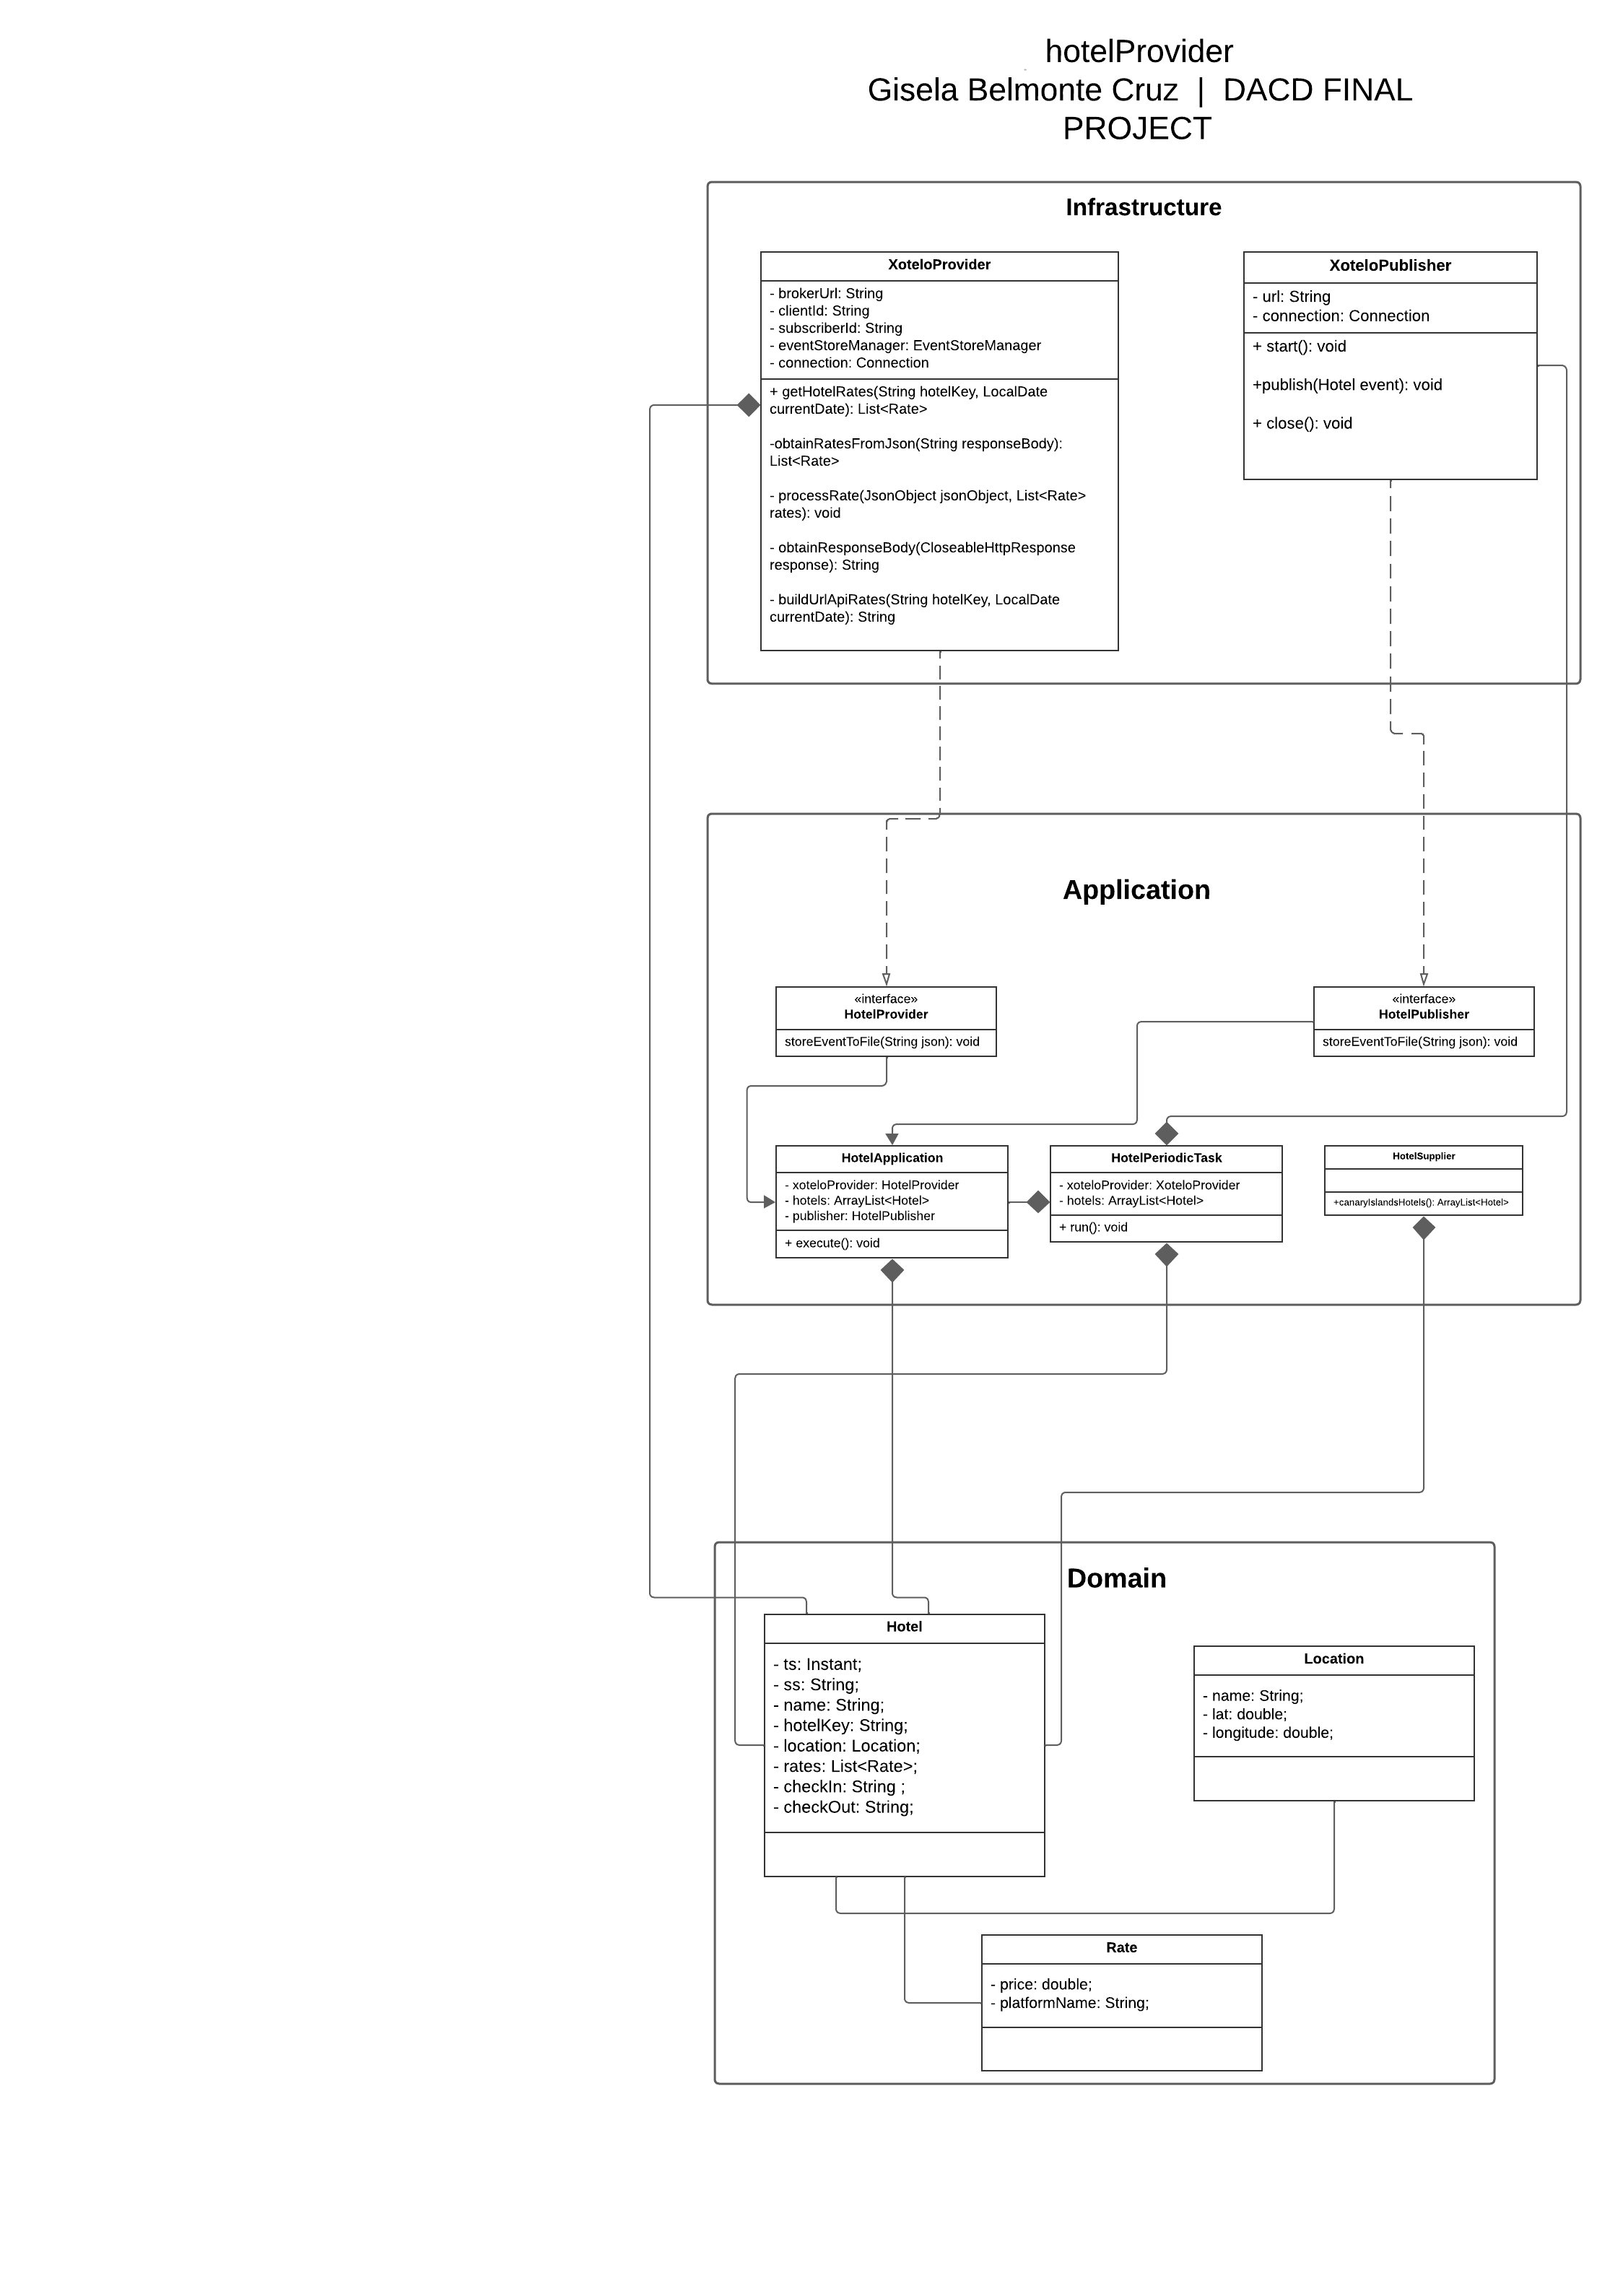 hotelProvider
Gisela Belmonte Cruz | DACD FINAL
PROJECT
Infrastructure
XoteloProvider
- brokerUrl: String
- clientId: String
- subscriberId: String
- eventStoreManager: EventStoreManager
- connection: Connection
+ getHotelRates(String hotelKey, LocalDate
currentDate): List<Rate>
-obtainRatesFromJson(String responseBody):
List<Rate>
- processRate(JsonObject jsonObject, List<Rate>
rates): void
- obtainResponseBody(CloseableHttpResponse
response): String
- buildUrlApiRates(String hotelKey, LocalDate
currentDate): String
XoteloPublisher
- url: String
- connection: Connection
+ start(): void
+publish(Hotel event): void
+ close(): void
Application
«interface»
HotelProvider
storeEventToFile(String json): void
«interface»
HotelPublisher
storeEventToFile(String json): void
HotelApplication
- xoteloProvider: HotelProvider
- hotels: ArrayList<Hotel>
- publisher: HotelPublisher
+ execute(): void
HotelPeriodicTask
- xoteloProvider: XoteloProvider
- hotels: ArrayList<Hotel>
+ run(): void
HotelSupplier
+canaryIslandsHotels(): ArrayList<Hotel>
Domain
Hotel
- ts: Instant;
- ss: String;
- name: String;
- hotelKey: String;
- location: Location;
- rates: List<Rate>;
- checkIn: String ;
- checkOut: String;
Location
- name: String;
- lat: double;
- longitude: double;
Rate
- price: double;
- platformName: String;